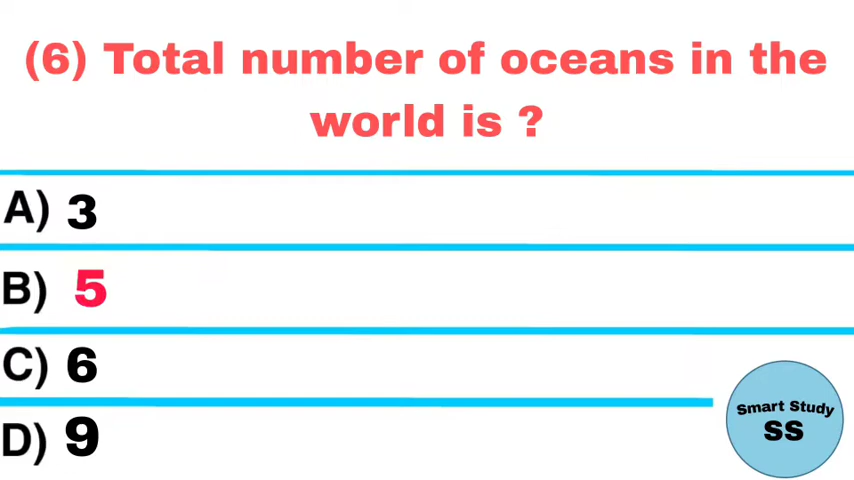 (6) Total number of oceans in the
world is ?
A) 3
B) 5
C) 6
D) 9
Smart Study
SS